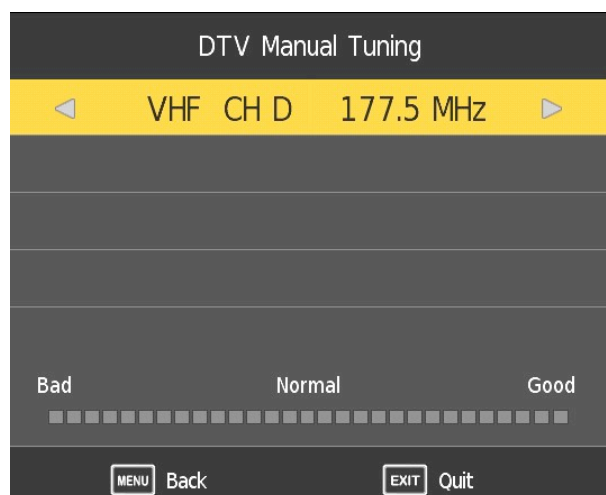 DTV Manual Tuning
VHF CH D 177.5 MHz
Bad Normal Good
MENU Back EXIT Quit